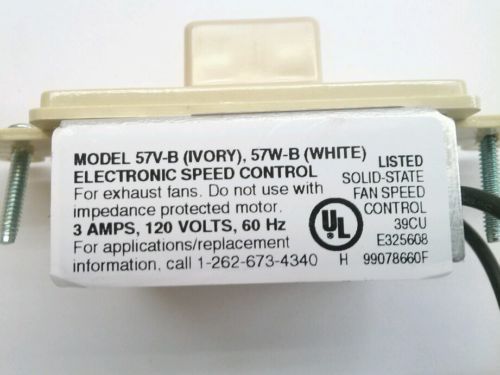 MODEL 57V-B (IVORY), 57W-B (WHITE)
ELECTRONIC SPEED CONTROL
For exhaust fans. Do not use with
impedance protected motor.
3 AMPS, 120 VOLTS, 60 Hz
For applications/replacement
information, call 1-262-673-4340
UL
LISTED
SOLID-STATE
FAN SPEED
CONTROL
39CU
E325608
H 99078660F